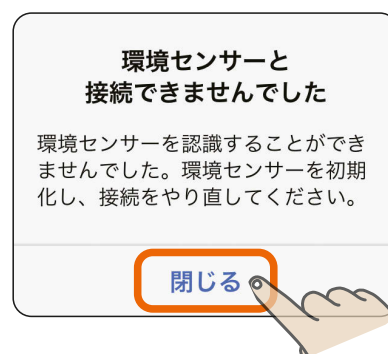 環境センサーと
接続できませんでした
環境センサーを認識することができ
ませんでした。環境センサーを初期
化し、接続をやり直してください。
閉じる